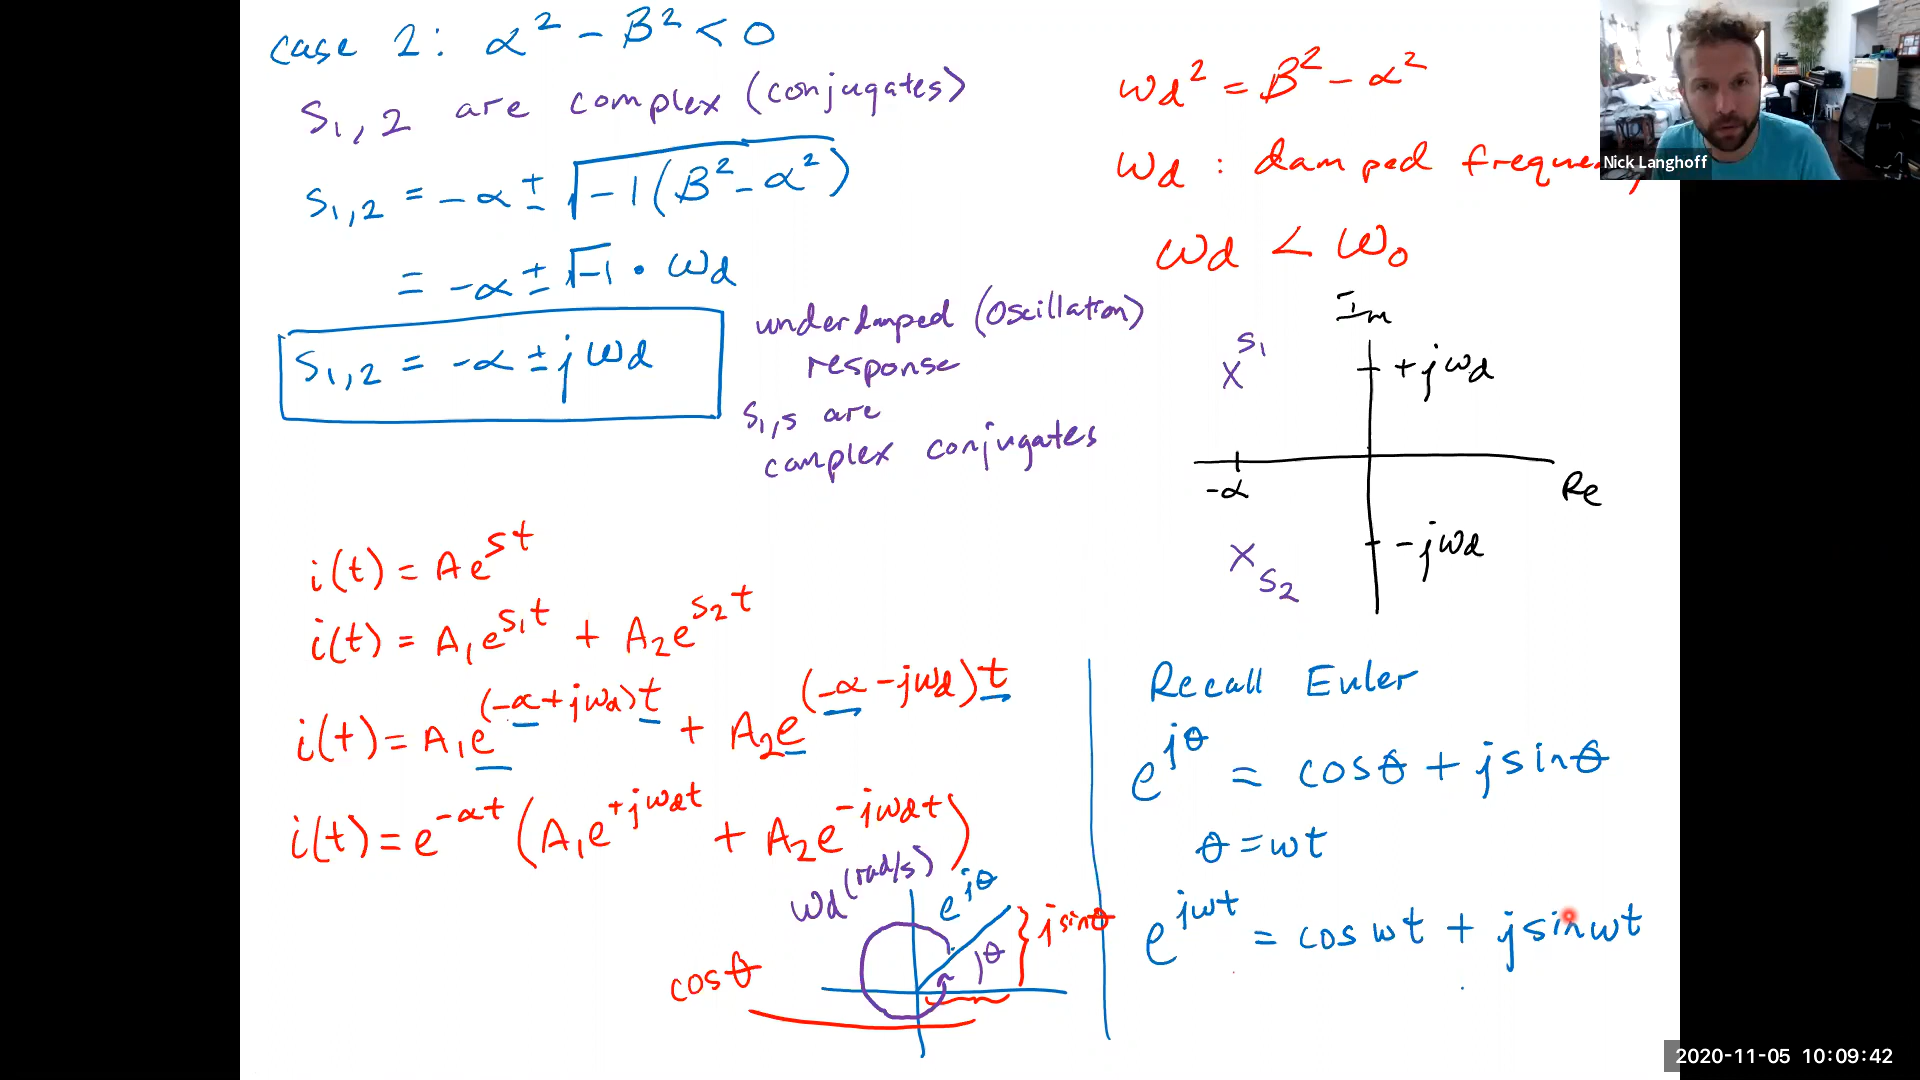 case 2: α² - β² < 0
S₁,₂ are complex (conjugates)
S₁,₂ = -α ± √-1(β² - α²)
= -α ± √-1 · ωd
S₁,₂ = -α ± jωd
underdamped (oscillation)
response
S₁,s are
complex conjugates
ωd² = β² - α²
ωd : damped
ωd < ω₀
Im
S₁
X
+jωd
-α
Re
-jωd
X
S₂
i(t) = Ae^st
i(t) = A₁e^s₁t + A₂e^s₂t
i(t) = A₁e^(-α+jωd)t + A₂e^(-α-jωd)t
i(t) = e^-αt (A₁e^+jωdt + A₂e^-jωdt)
ωd (rad/s)
e^jθ
θ
jsinθ
cosθ
Recall Euler
e^jθ = cosθ + jsinθ
θ = ωt
e^jωt = cosωt + jsinωt
Nick Langhoff
2020-11-05 10:09:42